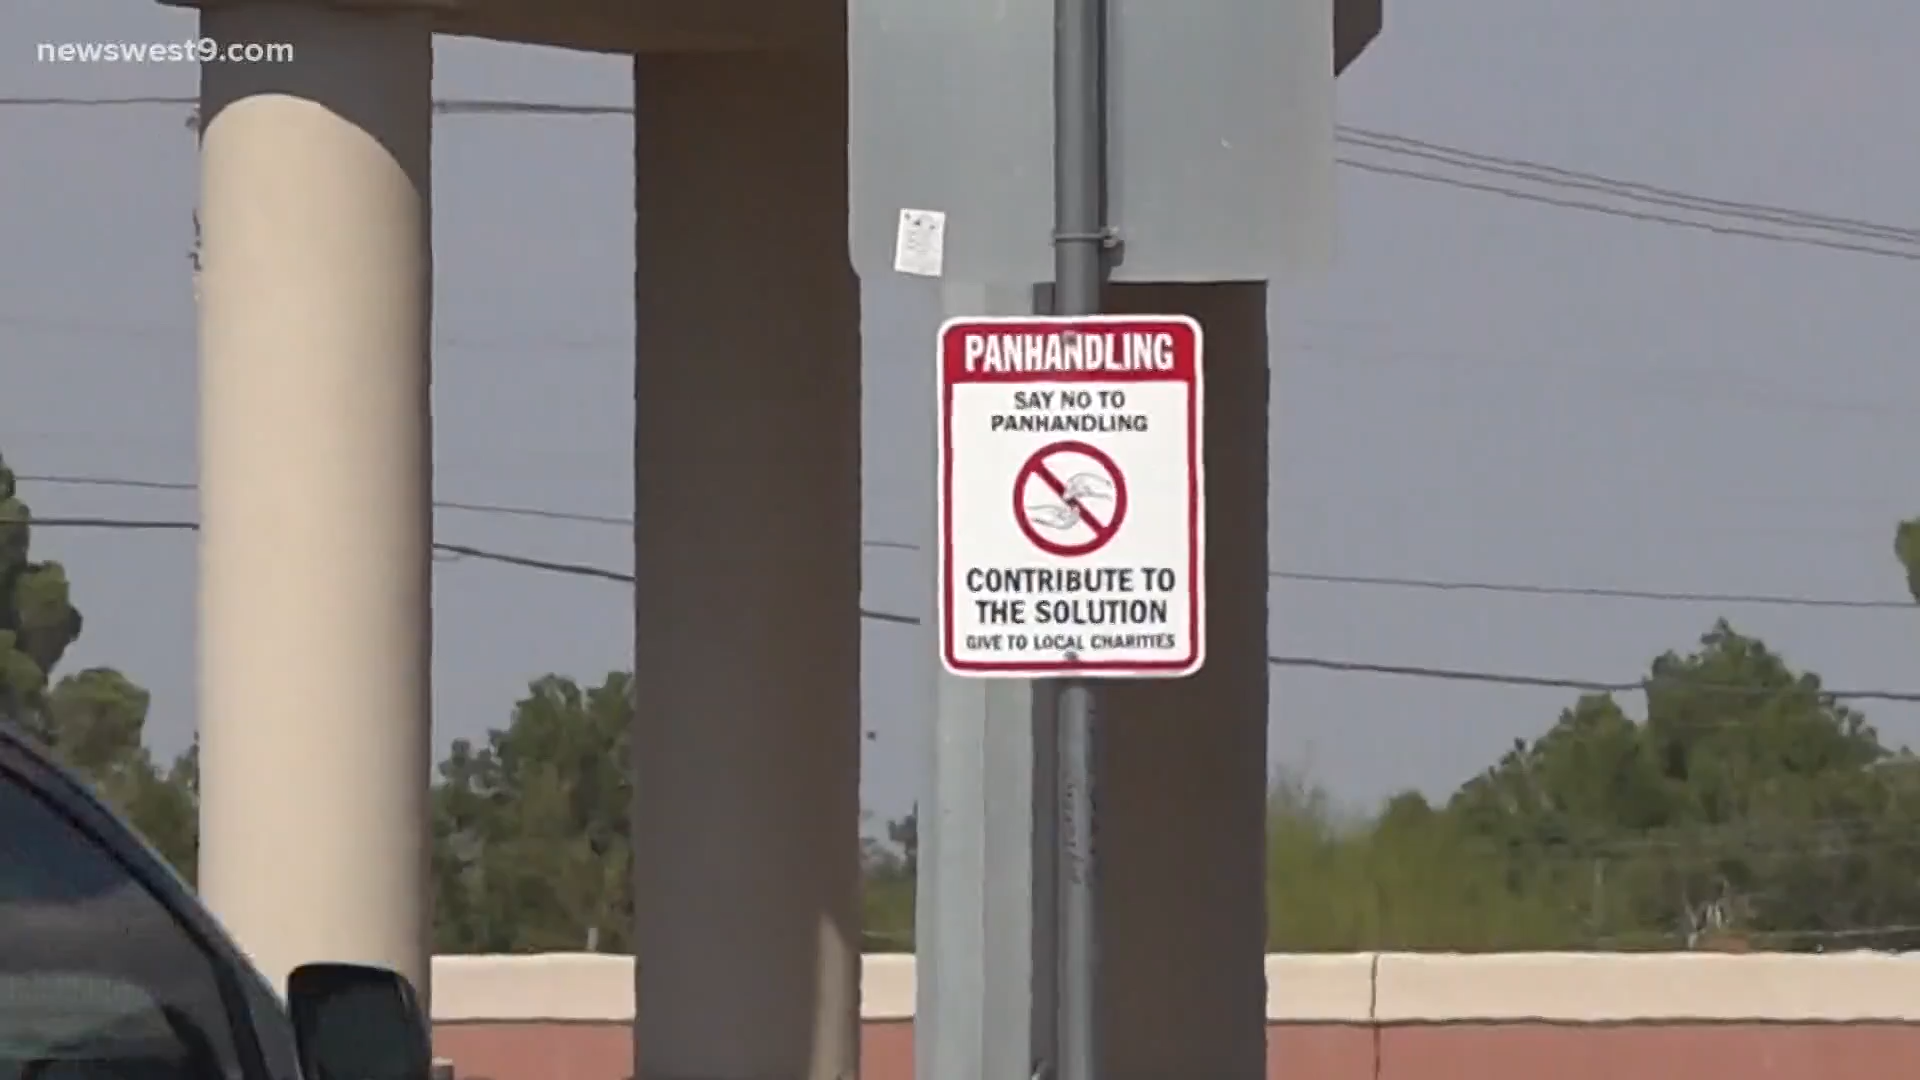 newswest9.com
PANHANDLING
SAY NO TO
PANHANDLING
CONTRIBUTE TO
THE SOLUTION
GIVE TO LOCAL CHARITIES